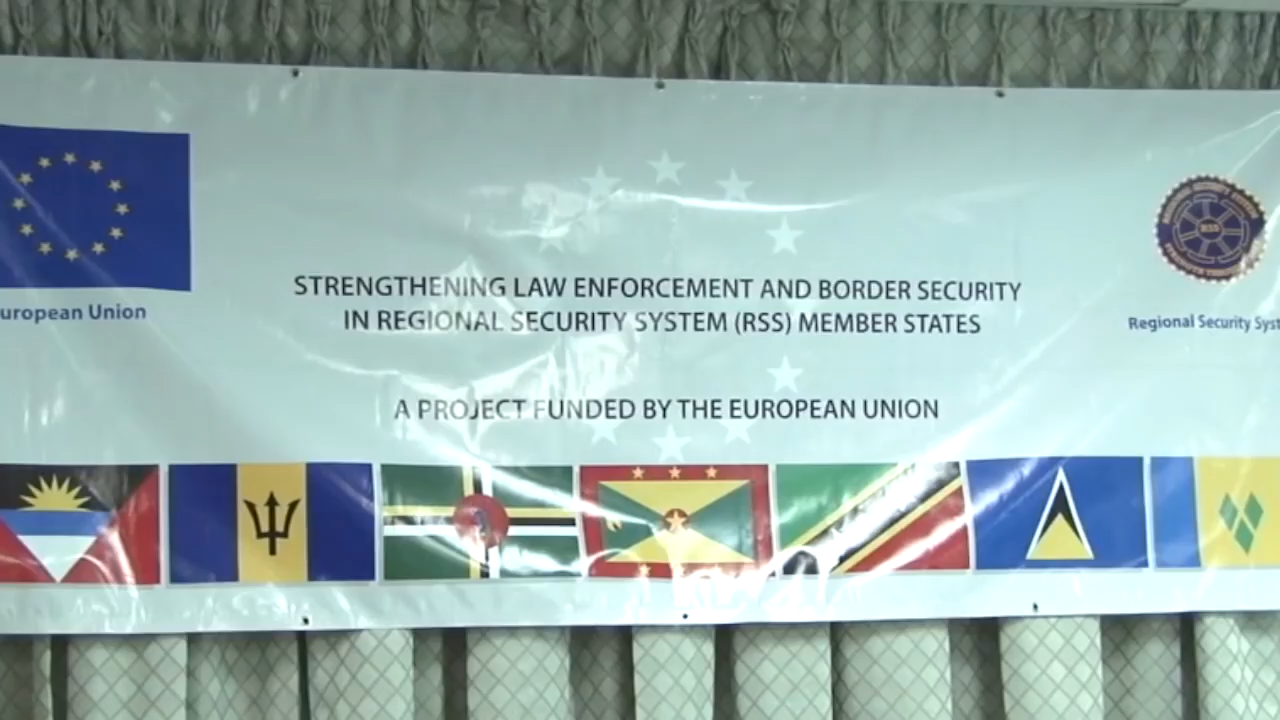 STRENGTHENING LAW ENFORCEMENT AND BORDER SECURITY
IN REGIONAL SECURITY SYSTEM (RSS) MEMBER STATES
A PROJECT FUNDED BY THE EUROPEAN UNION
uropean Union
RSS
Regional Security Syst